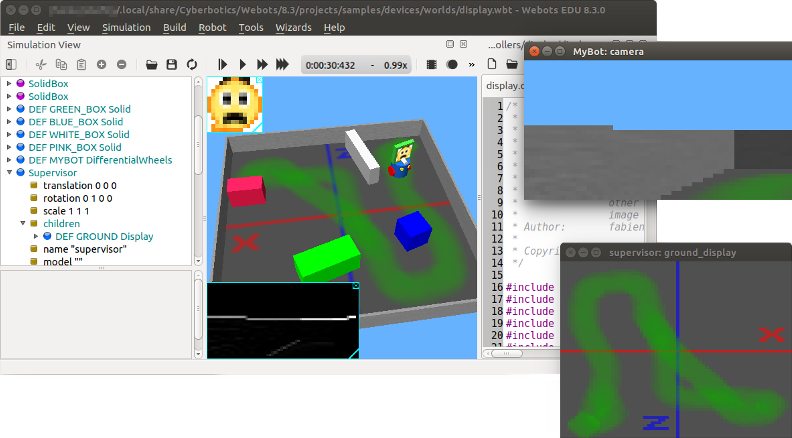 .local/share/Cyberbotics/Webots/8.3/projects/samples/devices/worlds/display.wbt - Webots EDU 8.3.0
File Edit View Simulation Build Robot Tools Wizards Help
Simulation View
0:00:30:432 - 0.99x
»
SolidBox
SolidBox
DEF GREEN_BOX Solid
DEF BLUE_BOX Solid
DEF WHITE_BOX Solid
DEF PINK_BOX Solid
DEF MYBOT DifferentialWheels
Supervisor
translation 0 0 0
rotation 0 1 0 0
scale 1 1 1
children
DEF GROUND Display
name "supervisor"
model ""
X
Z
display.c
1 /*
2 *
3 *
4 *
5 *
6 *
7 *
8 *
9 * other
10 * image
11 * Author: fabien
12 *
13 * Copyri
14 */
15
16 #include
17 #include
18 #include
19 #include
20 #include
21 #include
MyBot: camera
supervisor: ground_display
X
Z